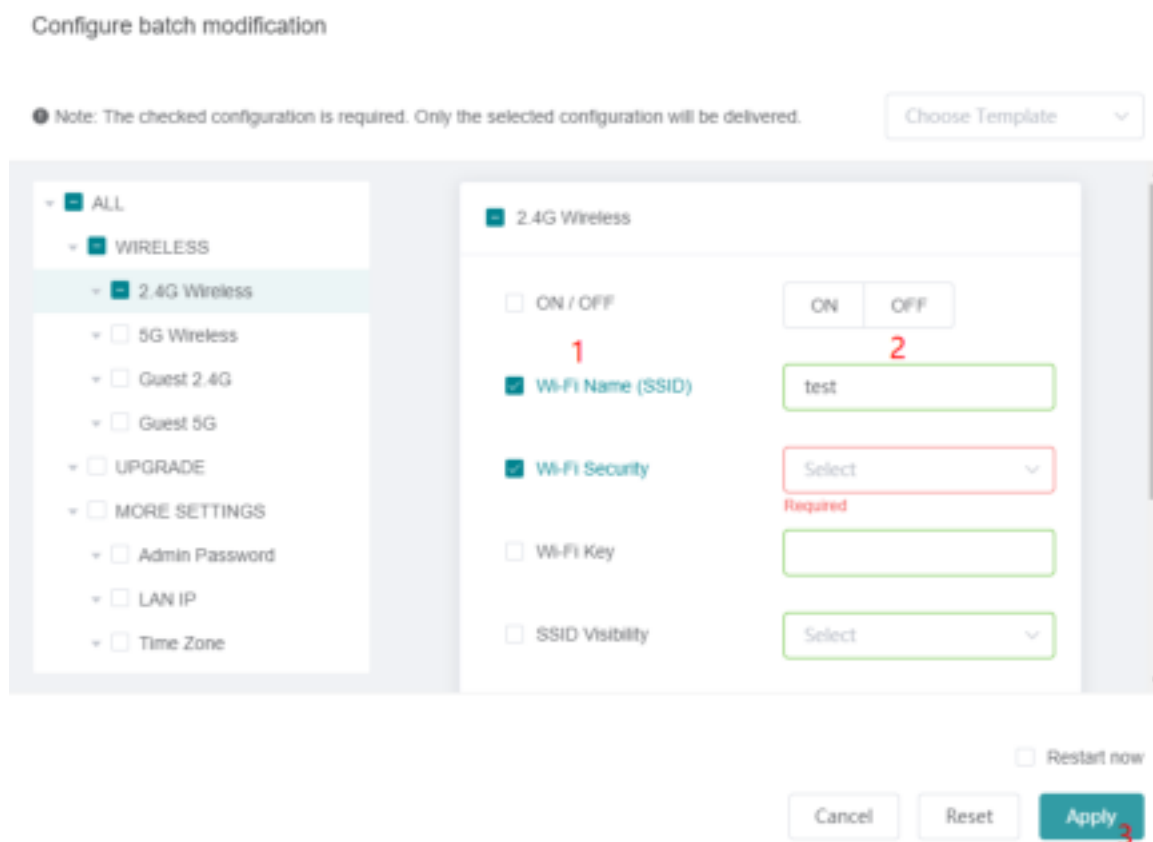 Configure batch modification
Note: The checked configuration is required. Only the selected configuration will be delivered.
Choose Template
ALL
WIRELESS
2.4G Wireless
5G Wireless
Guest 2.4G
Guest 5G
UPGRADE
MORE SETTINGS
Admin Password
LAN IP
Time Zone
2.4G Wireless
ON / OFF
ON
OFF
1
2
Wi-Fi Name (SSID)
test
Wi-Fi Security
Select
Required
Wi-Fi Key
SSID Visibility
Select
Restart now
Cancel
Reset
Apply
3